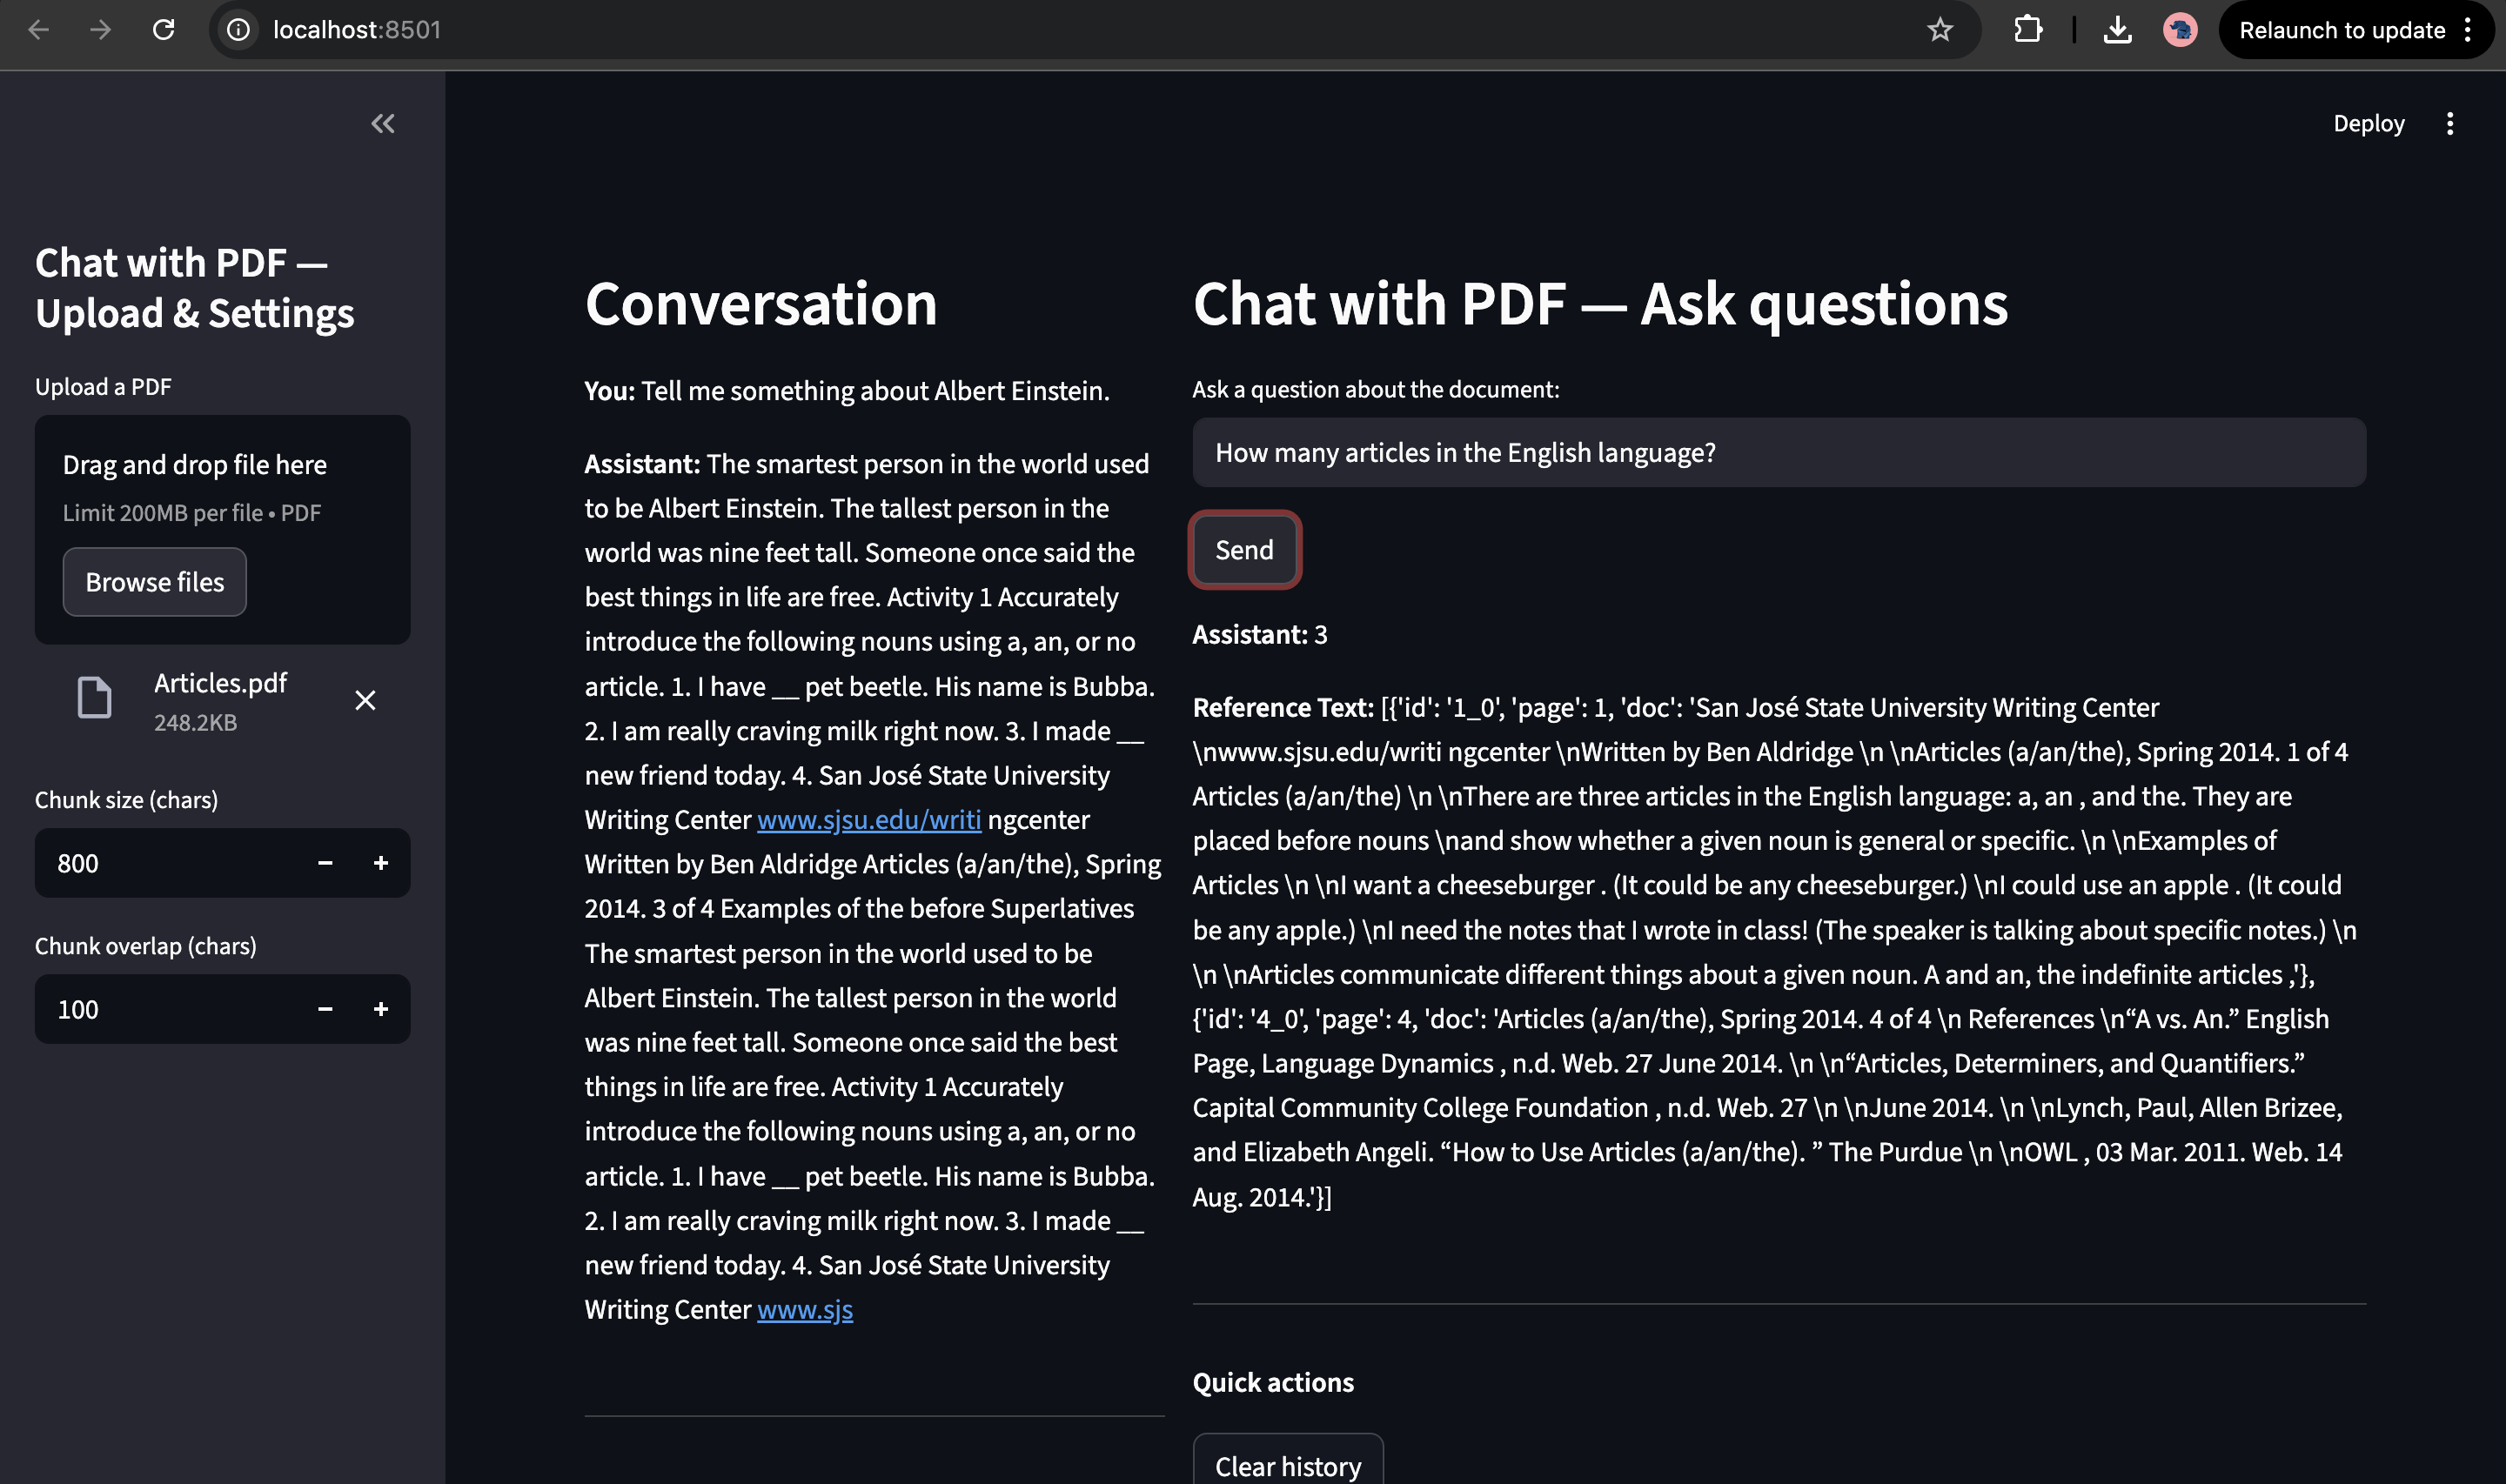 localhost:8501
Relaunch to update
Deploy
Chat with PDF —
Upload & Settings
Upload a PDF
Drag and drop file here
Limit 200MB per file • PDF
Browse files
Articles.pdf
248.2KB
Chunk size (chars)
800
Chunk overlap (chars)
100
Conversation
You: Tell me something about Albert Einstein.
Assistant: The smartest person in the world used
to be Albert Einstein. The tallest person in the
world was nine feet tall. Someone once said the
best things in life are free. Activity 1 Accurately
introduce the following nouns using a, an, or no
article. 1. I have __ pet beetle. His name is Bubba.
2. I am really craving milk right now. 3. I made __
new friend today. 4. San José State University
Writing Center www.sjsu.edu/writi ngcenter
Written by Ben Aldridge Articles (a/an/the), Spring
2014. 3 of 4 Examples of the before Superlatives
The smartest person in the world used to be
Albert Einstein. The tallest person in the world
was nine feet tall. Someone once said the best
things in life are free. Activity 1 Accurately
introduce the following nouns using a, an, or no
article. 1. I have __ pet beetle. His name is Bubba.
2. I am really craving milk right now. 3. I made __
new friend today. 4. San José State University
Writing Center www.sjs
Chat with PDF — Ask questions
Ask a question about the document:
How many articles in the English language?
Send
Assistant: 3
Reference Text: [{'id': '1_0', 'page': 1, 'doc': 'San José State University Writing Center
\nwww.sjsu.edu/writi ngcenter \nWritten by Ben Aldridge \n \nArticles (a/an/the), Spring 2014. 1 of 4
Articles (a/an/the) \n \nThere are three articles in the English language: a, an , and the. They are
placed before nouns \nand show whether a given noun is general or specific. \n \nExamples of
Articles \n \nI want a cheeseburger . (It could be any cheeseburger.) \nI could use an apple . (It could
be any apple.) \nI need the notes that I wrote in class! (The speaker is talking about specific notes.) \n
\n \nArticles communicate different things about a given noun. A and an, the indefinite articles ,'},
{'id': '4_0', 'page': 4, 'doc': 'Articles (a/an/the), Spring 2014. 4 of 4 \n References \n“A vs. An.” English
Page, Language Dynamics , n.d. Web. 27 June 2014. \n \n“Articles, Determiners, and Quantifiers.”
Capital Community College Foundation , n.d. Web. 27 \n \nJune 2014. \n \nLynch, Paul, Allen Brizee,
and Elizabeth Angeli. “How to Use Articles (a/an/the). ” The Purdue \n \nOWL , 03 Mar. 2011. Web. 14
Aug. 2014.'}]
Quick actions
Clear history